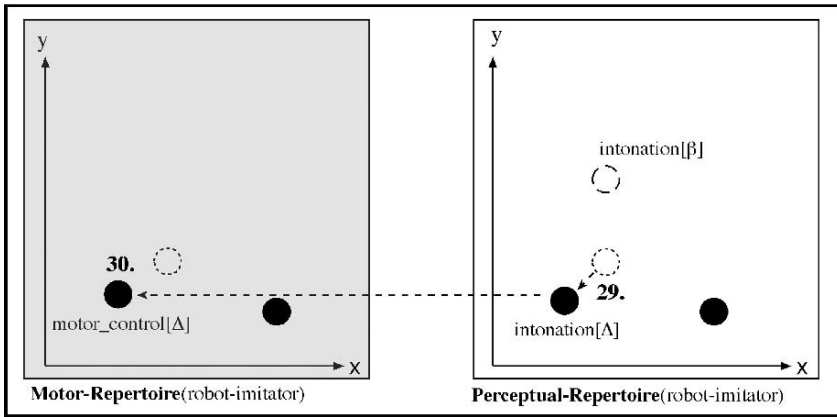 y
30.
motor_control[Δ]
x
Motor-Repertoire(robot-imitator)
y
intonation[β]
29.
intonation[Δ]
x
Perceptual-Repertoire(robot-imitator)